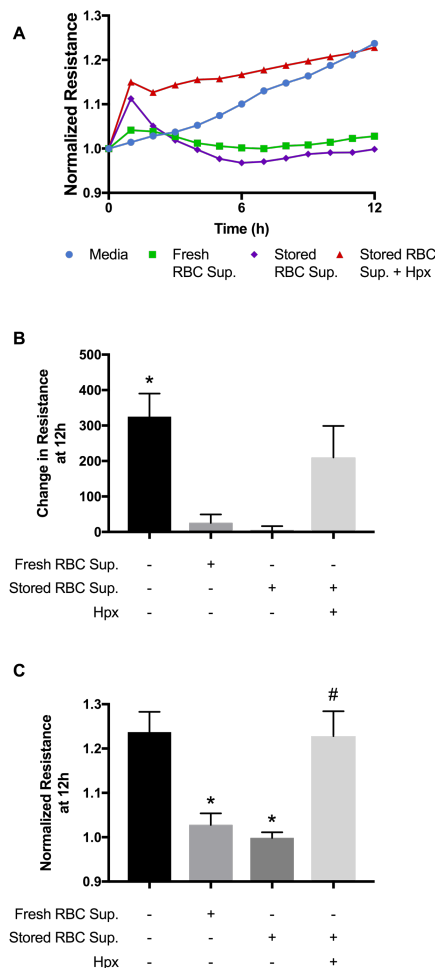 A
Normalized Resistance
1.3
1.2
1.1
1.0
0.9
0 6 12
Time (h)
Media Fresh RBC Sup. Stored RBC Sup. Stored RBC Sup. + Hpx
B
Change in Resistance at 12h
500
400
300
200
100
0
*
Fresh RBC Sup. - + - -
Stored RBC Sup. - - + +
Hpx - - - +
C
Normalized Resistance at 12h
1.3
1.2
1.1
1.0
0.9
* * #
Fresh RBC Sup. - + - -
Stored RBC Sup. - - + +
Hpx - - - +